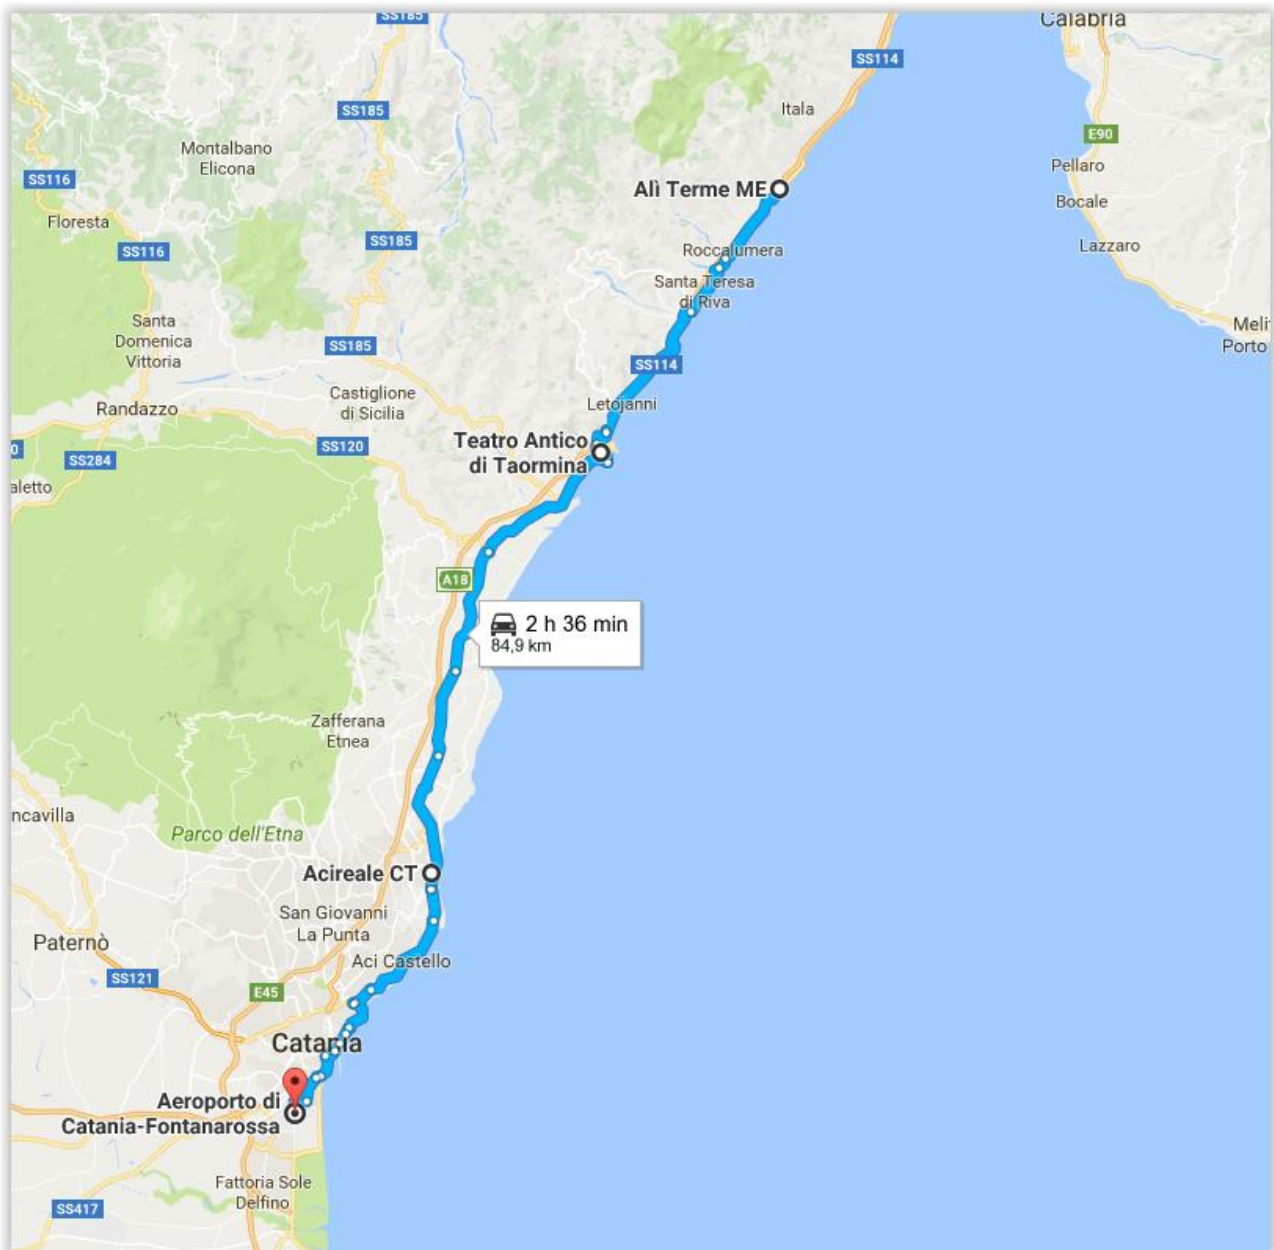 SS185
Calabria
SS114
Itala
SS185
E90
Montalbano
Elicona
Pellaro
SS116
Alì Terme ME
Bocale
Floresta
SS185
SS116
Roccalumera
Lazzaro
Santa Teresa
di Riva
Santa
Domenica
Vittoria
Meli
Porto
SS185
SS114
Castiglione
di Sicilia
Letojanni
Randazzo
Teatro Antico
di Taormina
SS120
0
SS284
aletto
A18
2 h 36 min
84,9 km
Zafferana
Etnea
ncavilla
Parco dell'Etna
Acireale CT
San Giovanni
La Punta
Paternò
Aci Castello
SS121
E45
Catania
Aeroporto di
Catania-Fontanarossa
Fattoria Sole
Delfino
SS417